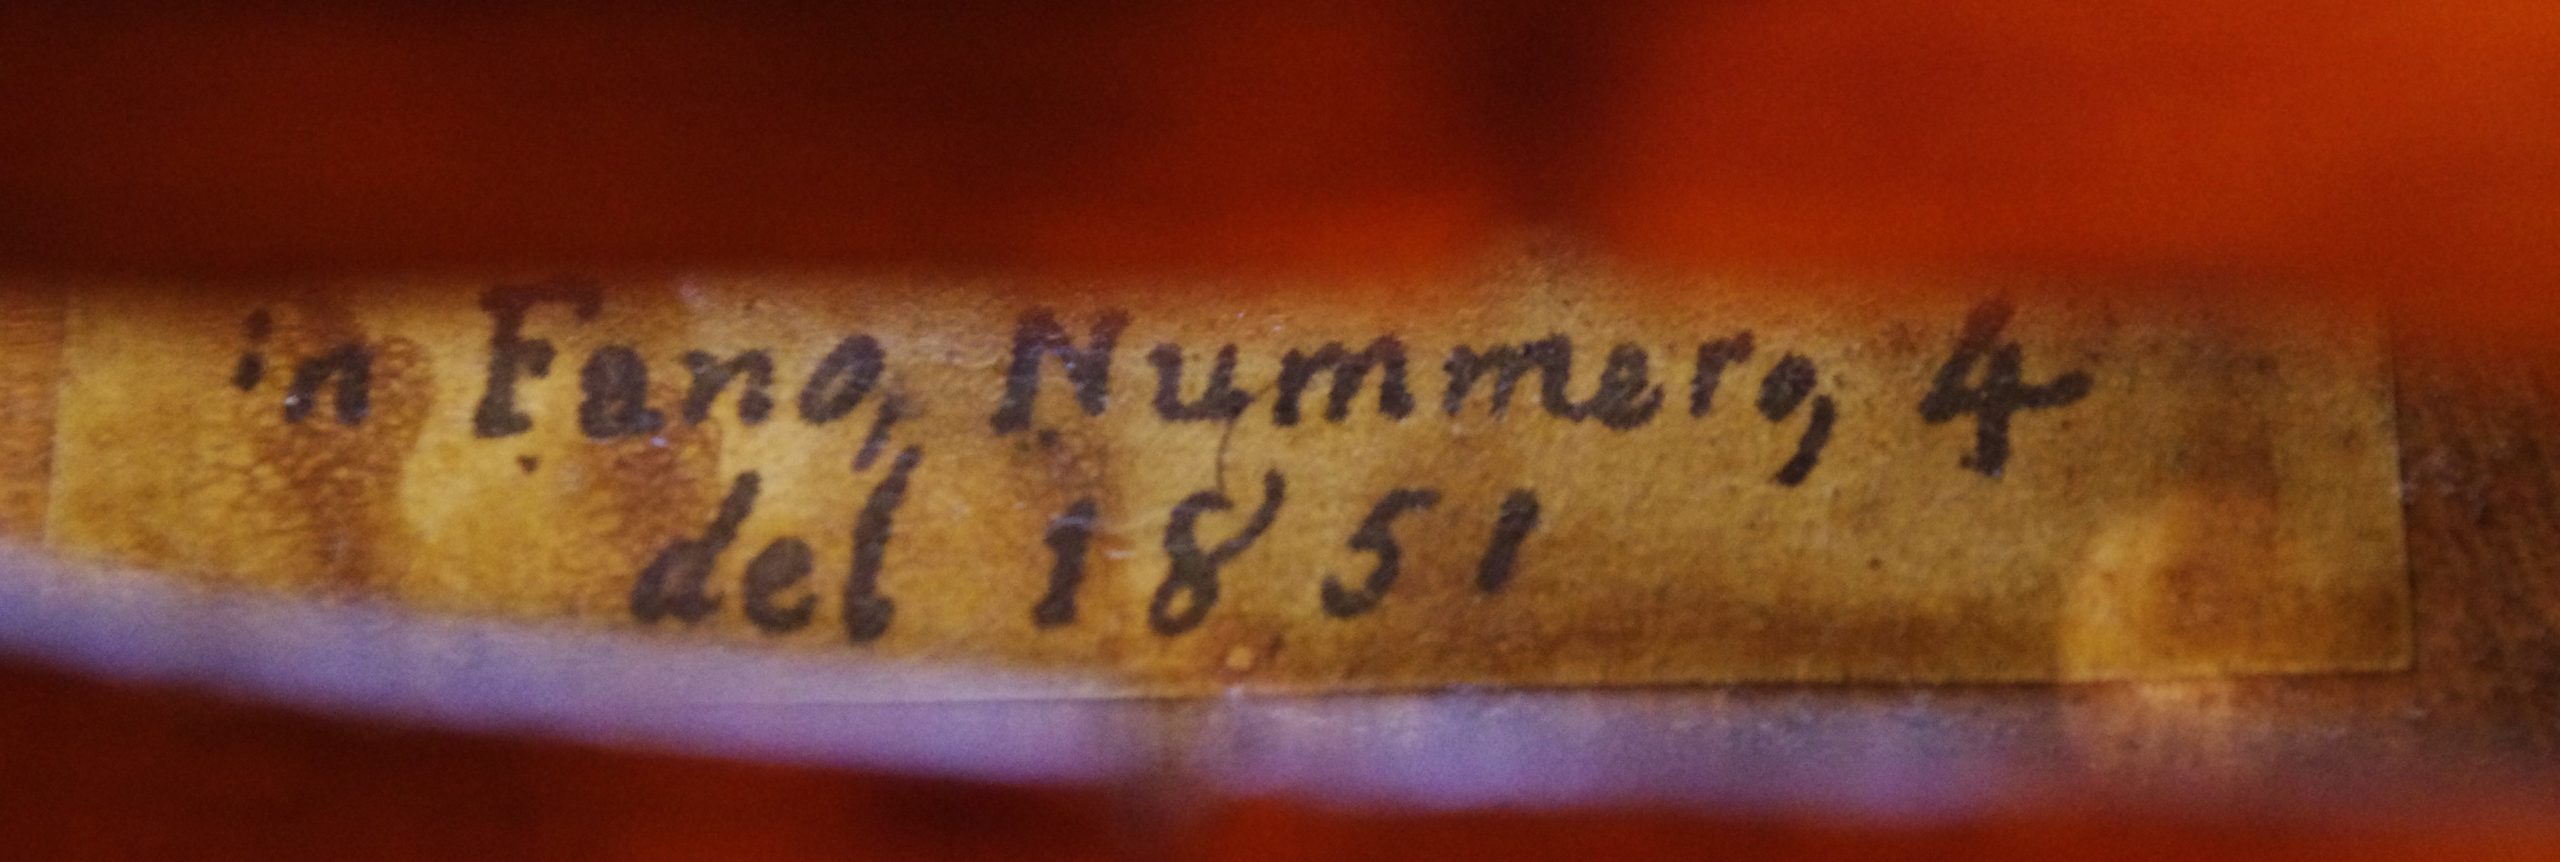 in Fano, Nummero, 4
del 1851